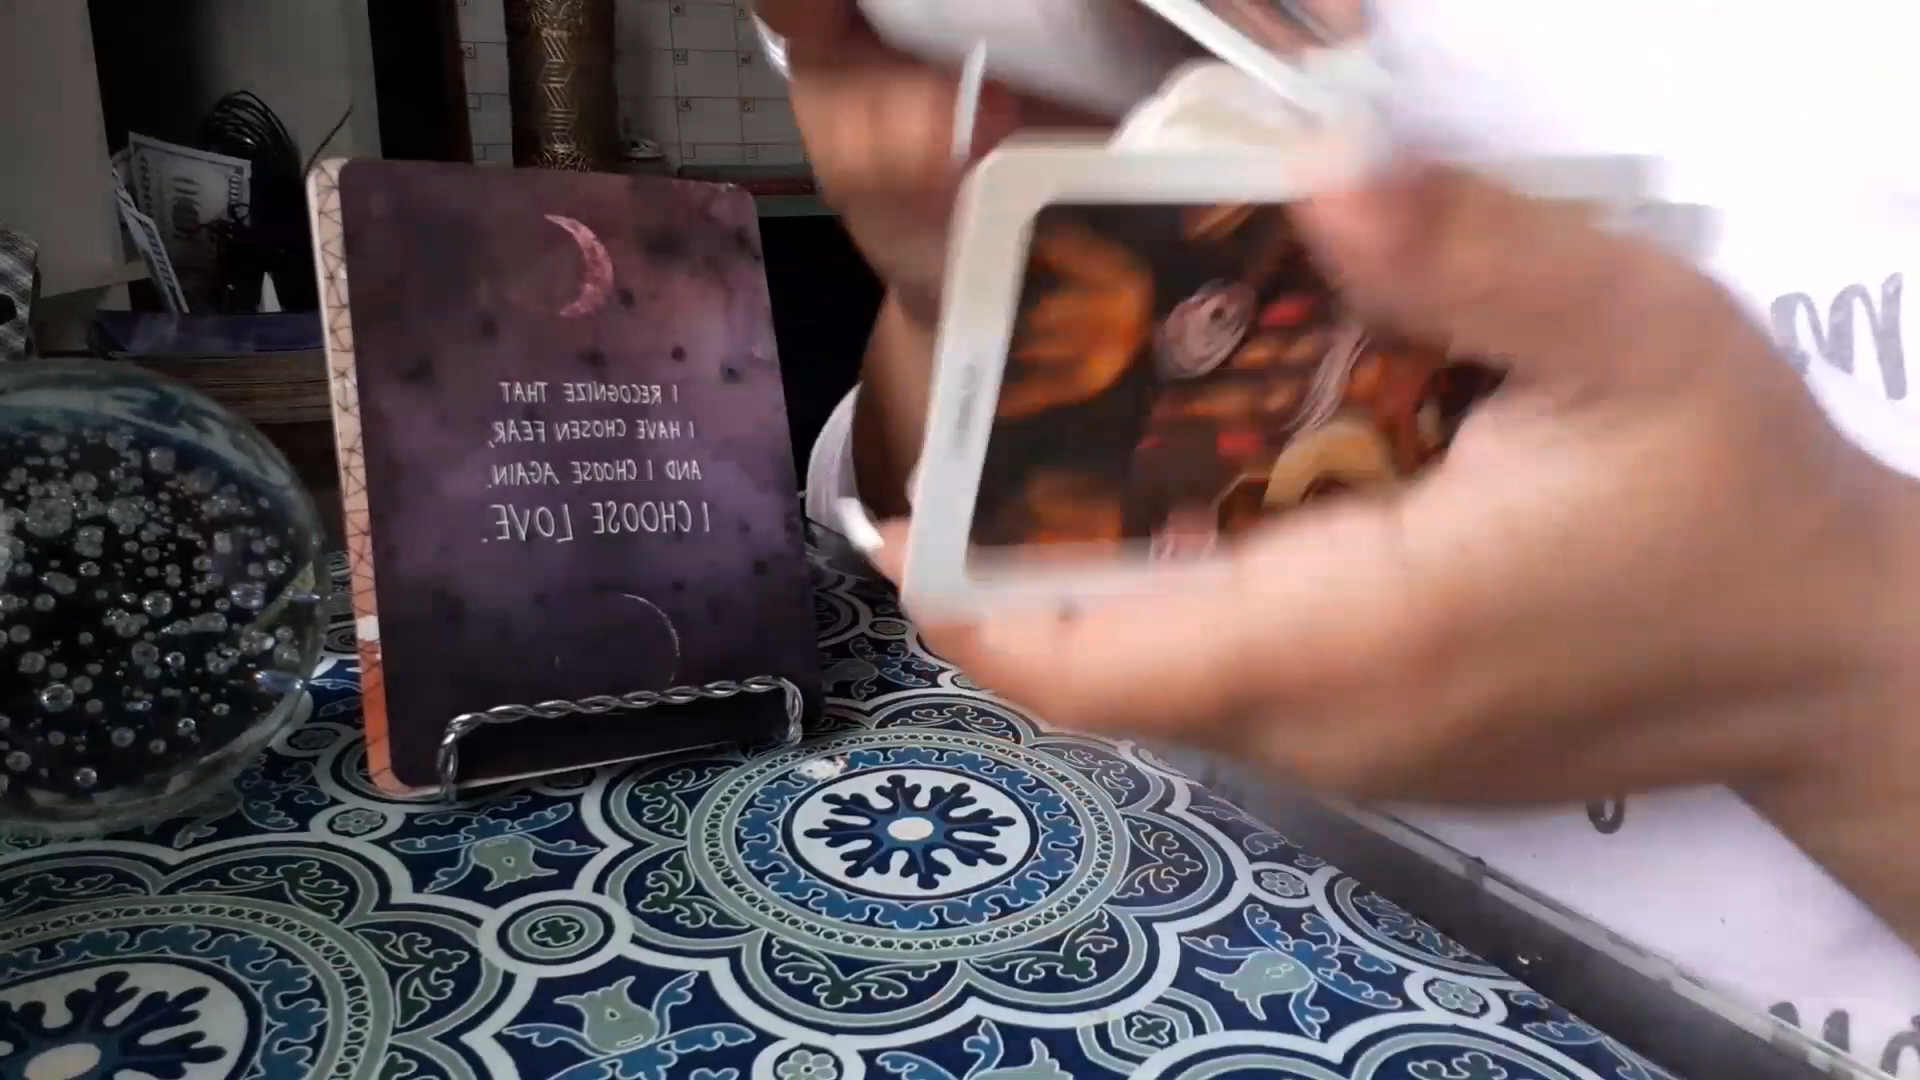 I RECOGNIZE THAT
I HAVE CHOSEN FEAR,
AND I CHOOSE AGAIN.
I CHOOSE LOVE.